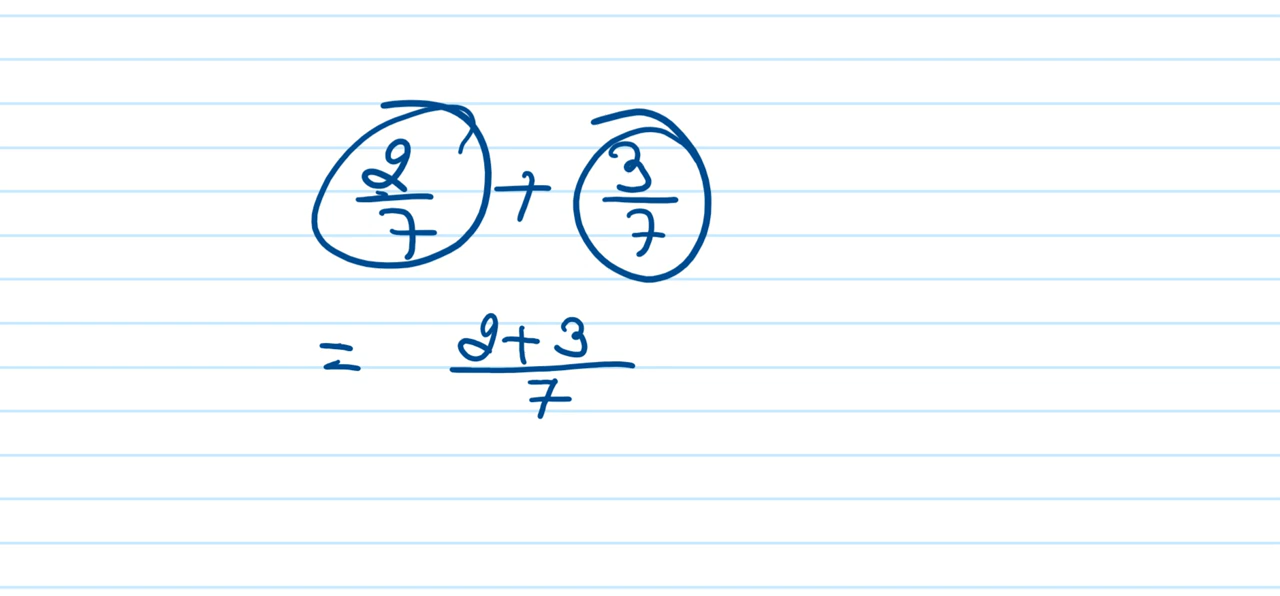 2/7 + 3/7
= 2+3/7